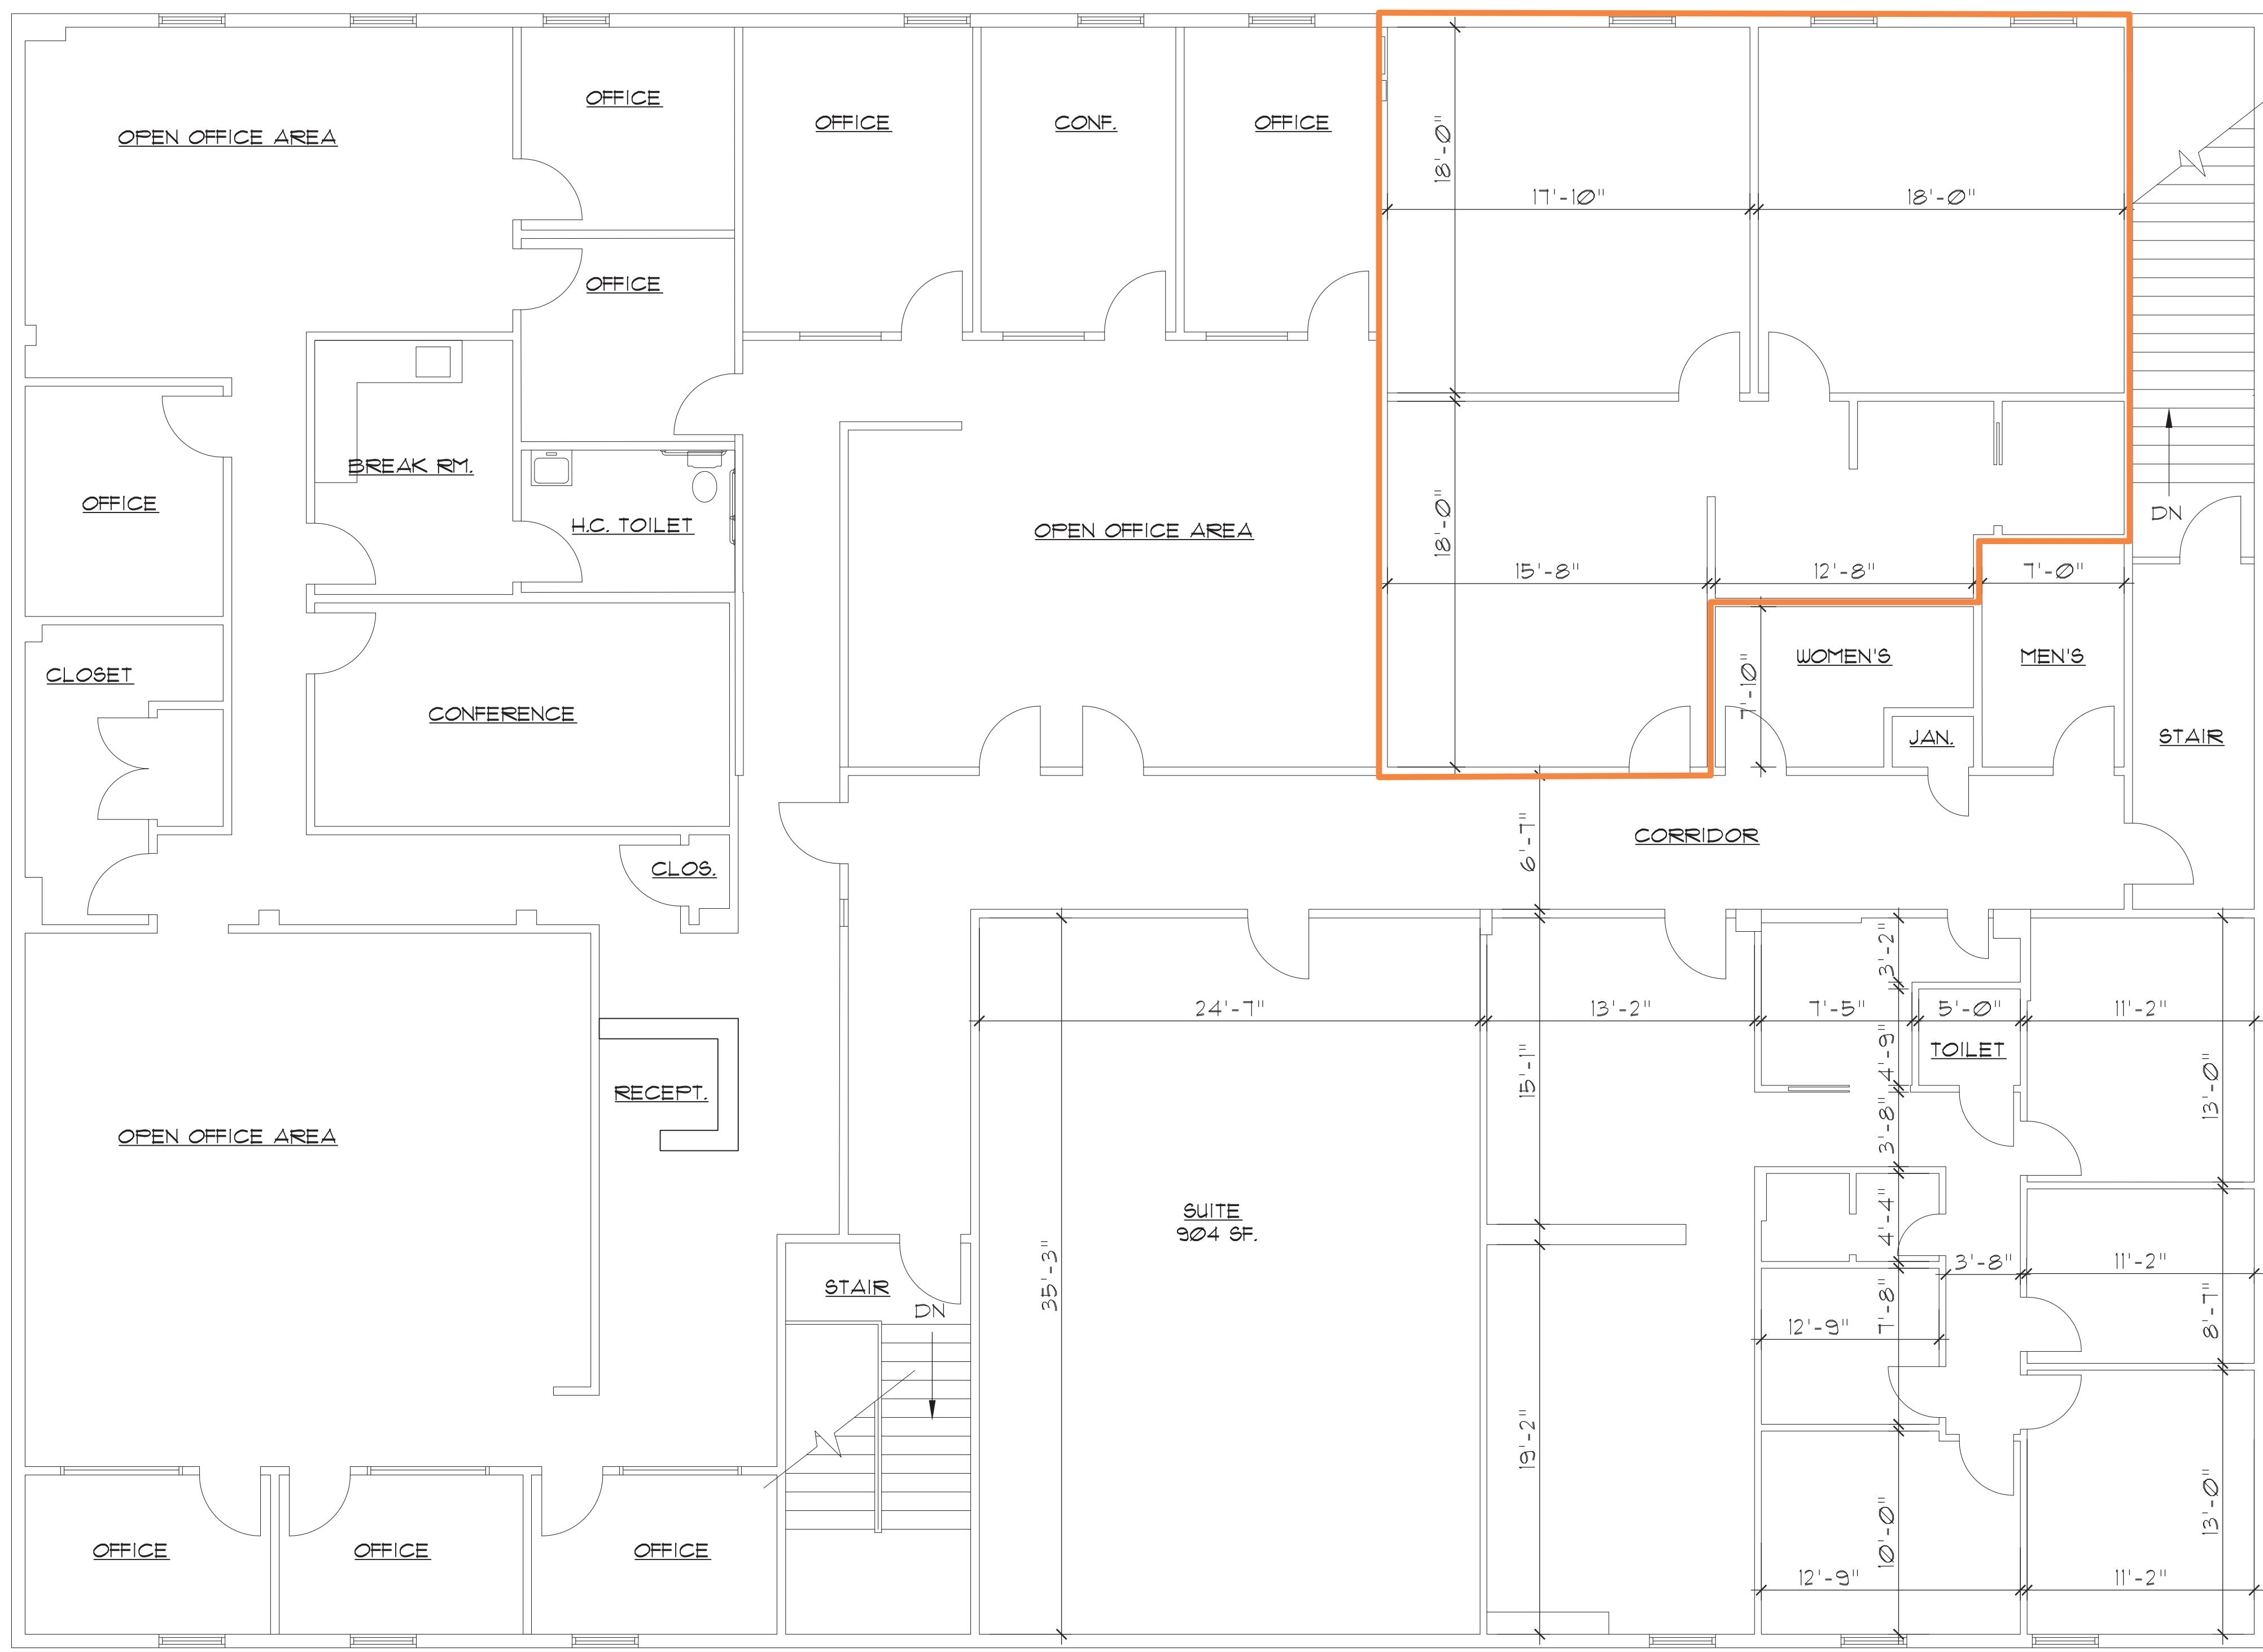 OFFICE
OPEN OFFICE AREA
OFFICE
CONF.
OFFICE
18'-0"
17'-10"
18'-0"
OFFICE
BREAK RM.
OFFICE
H.C. TOILET
OPEN OFFICE AREA
18'-0"
DN
15'-8"
12'-8"
7'-0"
CLOSET
CONFERENCE
7'-10"
WOMEN'S
MEN'S
JAN.
STAIR
CLOS.
6'-7"
CORRIDOR
24'-7"
13'-2"
3'-2"
7'-5"
5'-0"
11'-2"
4'-9"
TOILET
RECEPT.
15'-1"
13'-0"
3'-8"
OPEN OFFICE AREA
SUITE
904 SF.
4'-4"
STAIR
DN
35'-3"
3'-8"
11'-2"
7'-8"
8'-7"
12'-9"
19'-2"
13'-0"
10'-0"
OFFICE
OFFICE
OFFICE
12'-9"
11'-2"